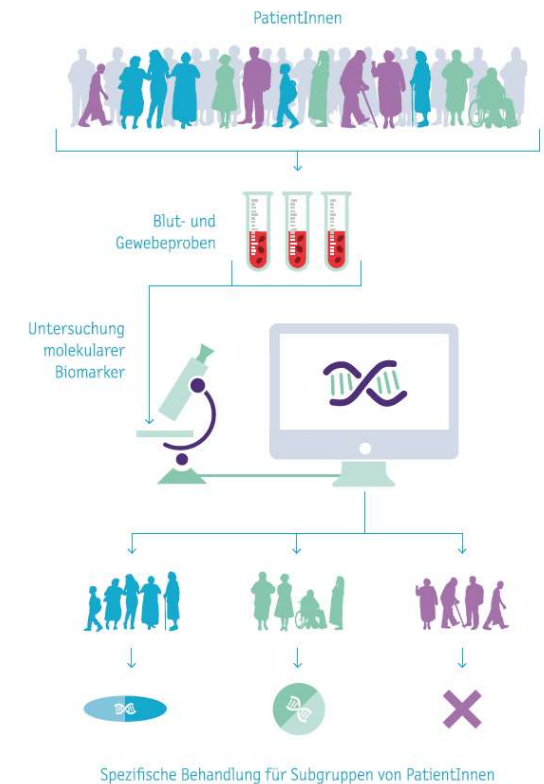 PatientInnen
Blut- und
Gewebeproben
Untersuchung
molekularer
Biomarker
Spezifische Behandlung für Subgruppen von PatientInnen